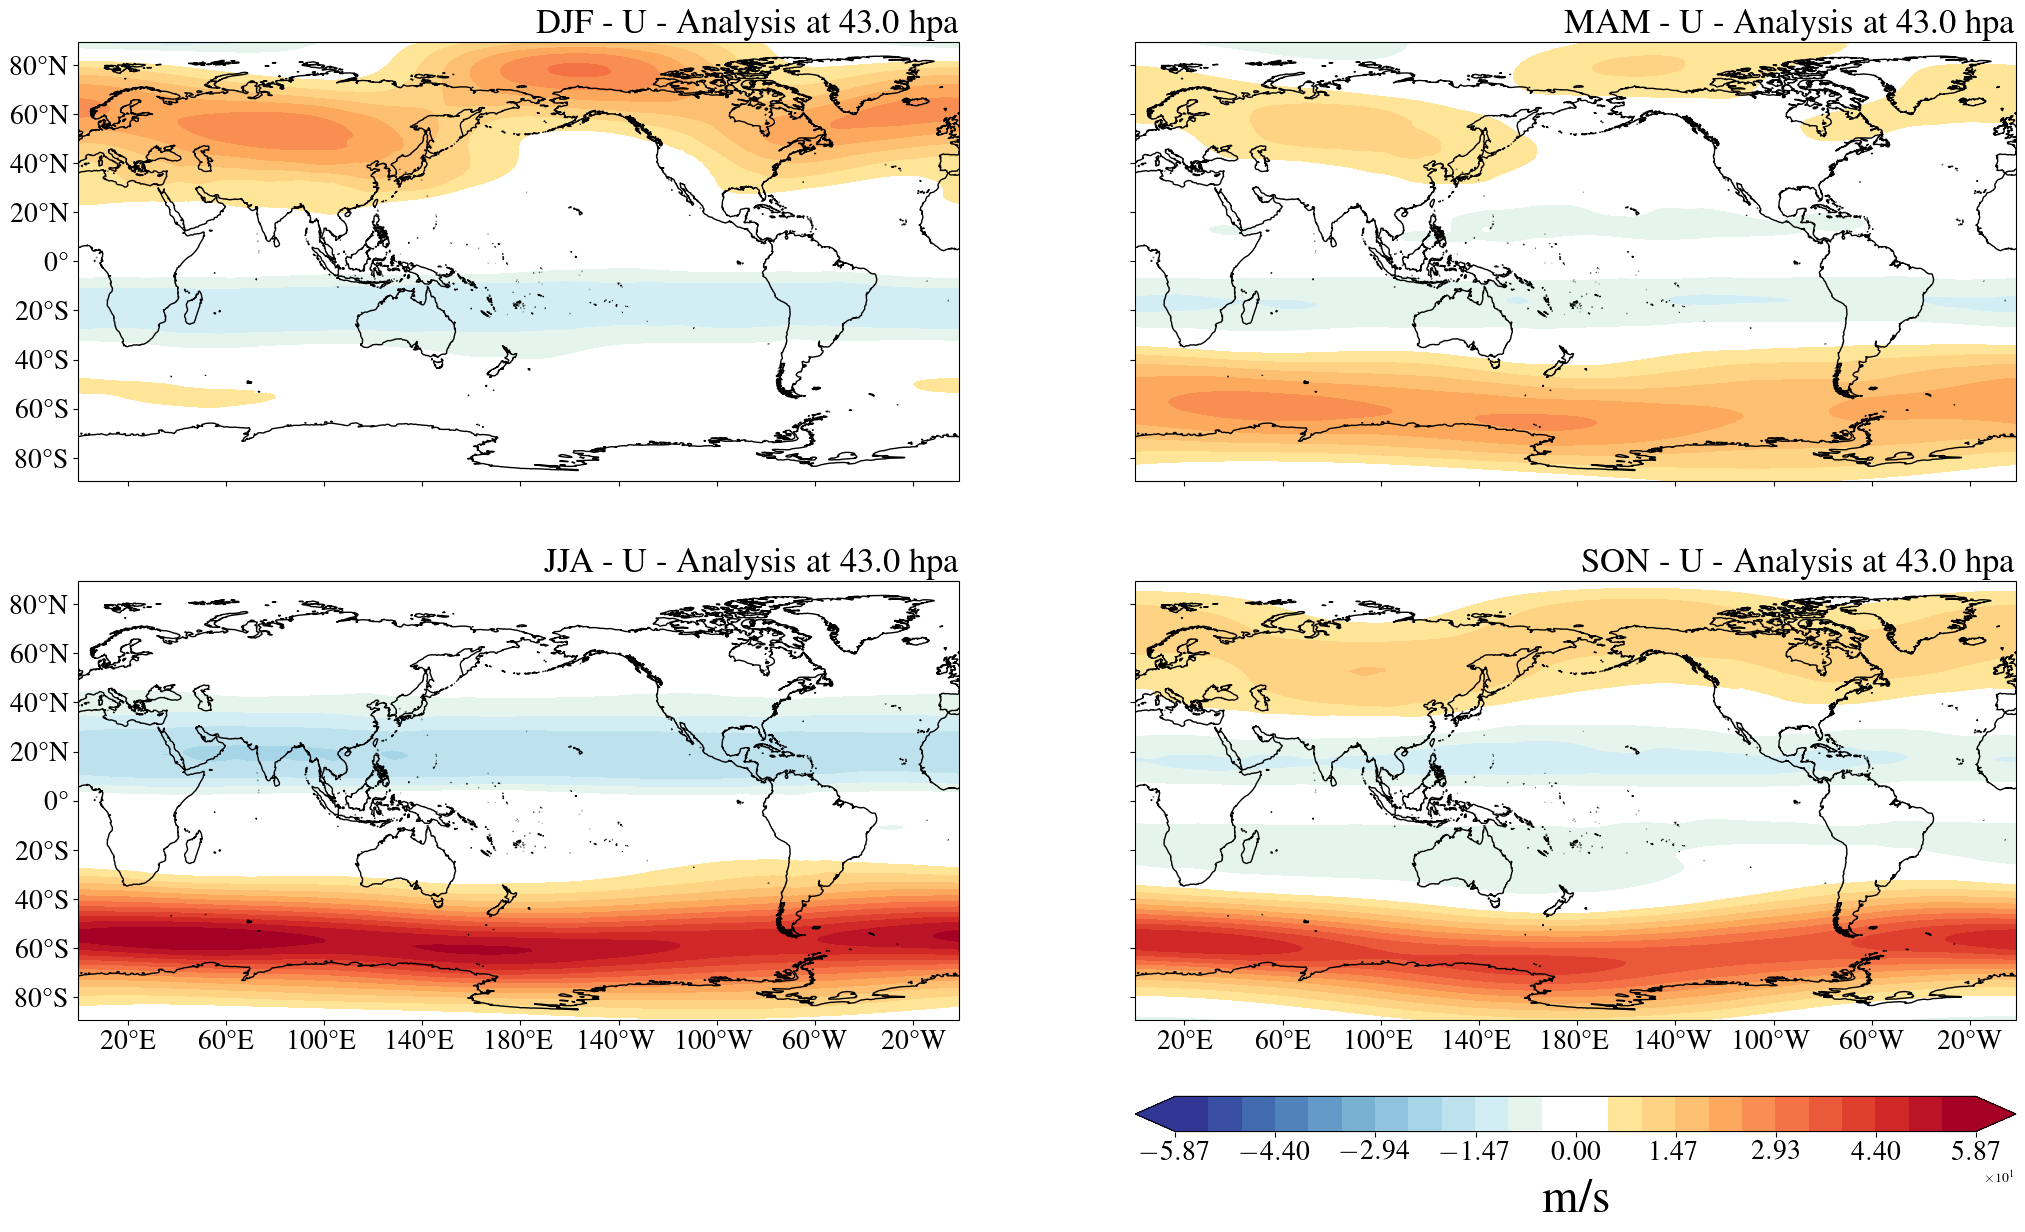 DJF - U - Analysis at 43.0 hpa
MAM - U - Analysis at 43.0 hpa
80°N
60°N
40°N
20°N
0°
20°S
40°S
60°S
80°S
JJA - U - Analysis at 43.0 hpa
SON - U - Analysis at 43.0 hpa
80°N
60°N
40°N
20°N
0°
20°S
40°S
60°S
80°S
20°E 60°E 100°E 140°E 180°E 140°W 100°W 60°W 20°W
20°E 60°E 100°E 140°E 180°E 140°W 100°W 60°W 20°W
−5.87 −4.40 −2.94 −1.47 0.00 1.47 2.93 4.40 5.87
×10¹
m/s